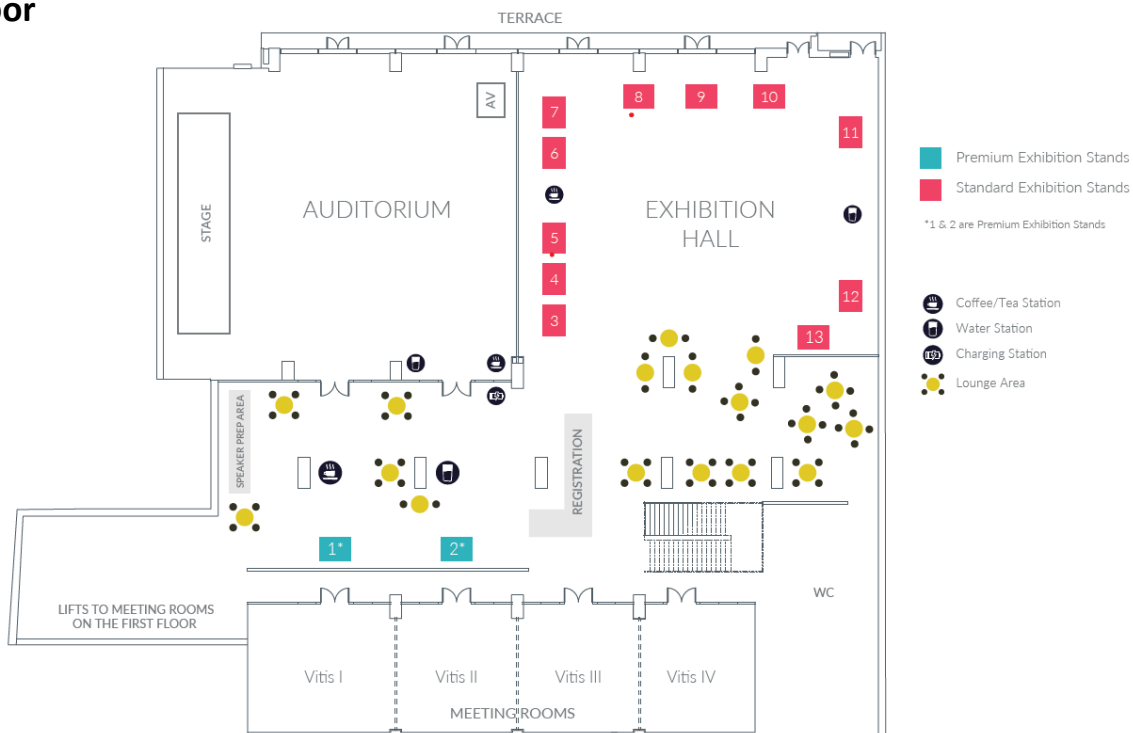 oor
TERRACE
AV
8
9
10
7
11
6
Premium Exhibition Stands
Standard Exhibition Stands
*1 & 2 are Premium Exhibition Stands
STAGE
AUDITORIUM
EXHIBITION
HALL
5
4
12
3
13
Coffee/Tea Station
Water Station
Charging Station
Lounge Area
SPEAKER PREP AREA
REGISTRATION
1*
2*
LIFTS TO MEETING ROOMS
ON THE FIRST FLOOR
WC
Vitis I
Vitis II
Vitis III
Vitis IV
MEETING ROOMS